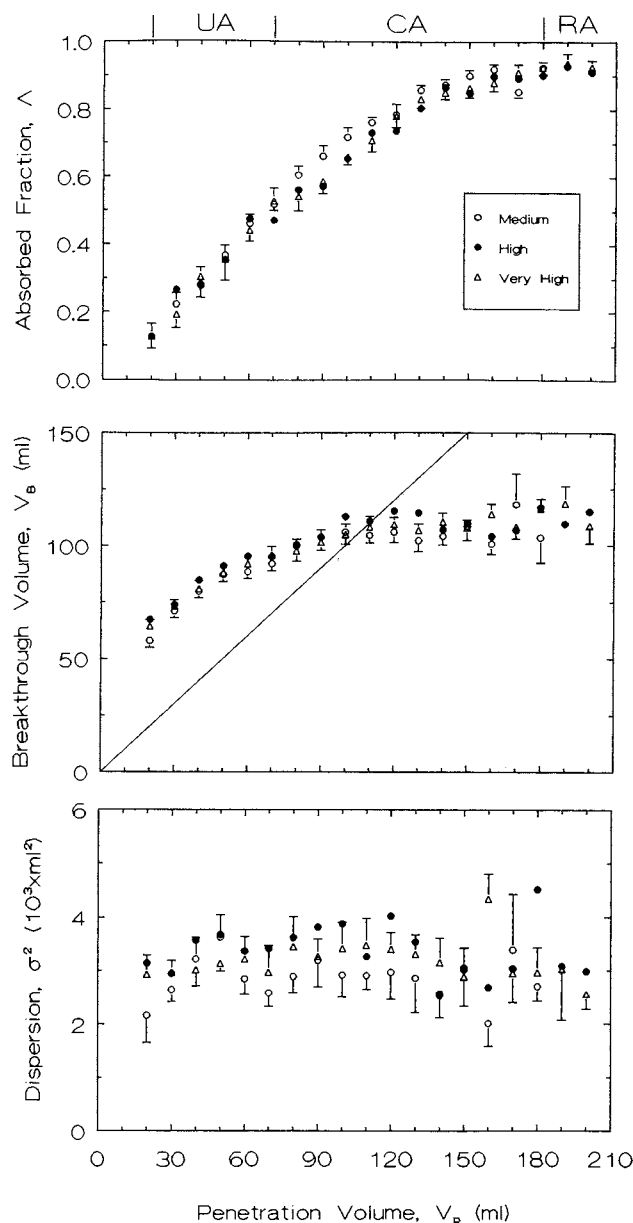 UA CA RA
1.0
0.8
0.6
0.4
0.2
0.0
Absorbed Fraction, Λ
Medium
High
Very High
150
100
50
0
Breakthrough Volume, V_B (ml)
6
4
2
0
Dispersion, σ² (10³xml²)
0 30 60 90 120 150 180 210
Penetration Volume, V_P (ml)